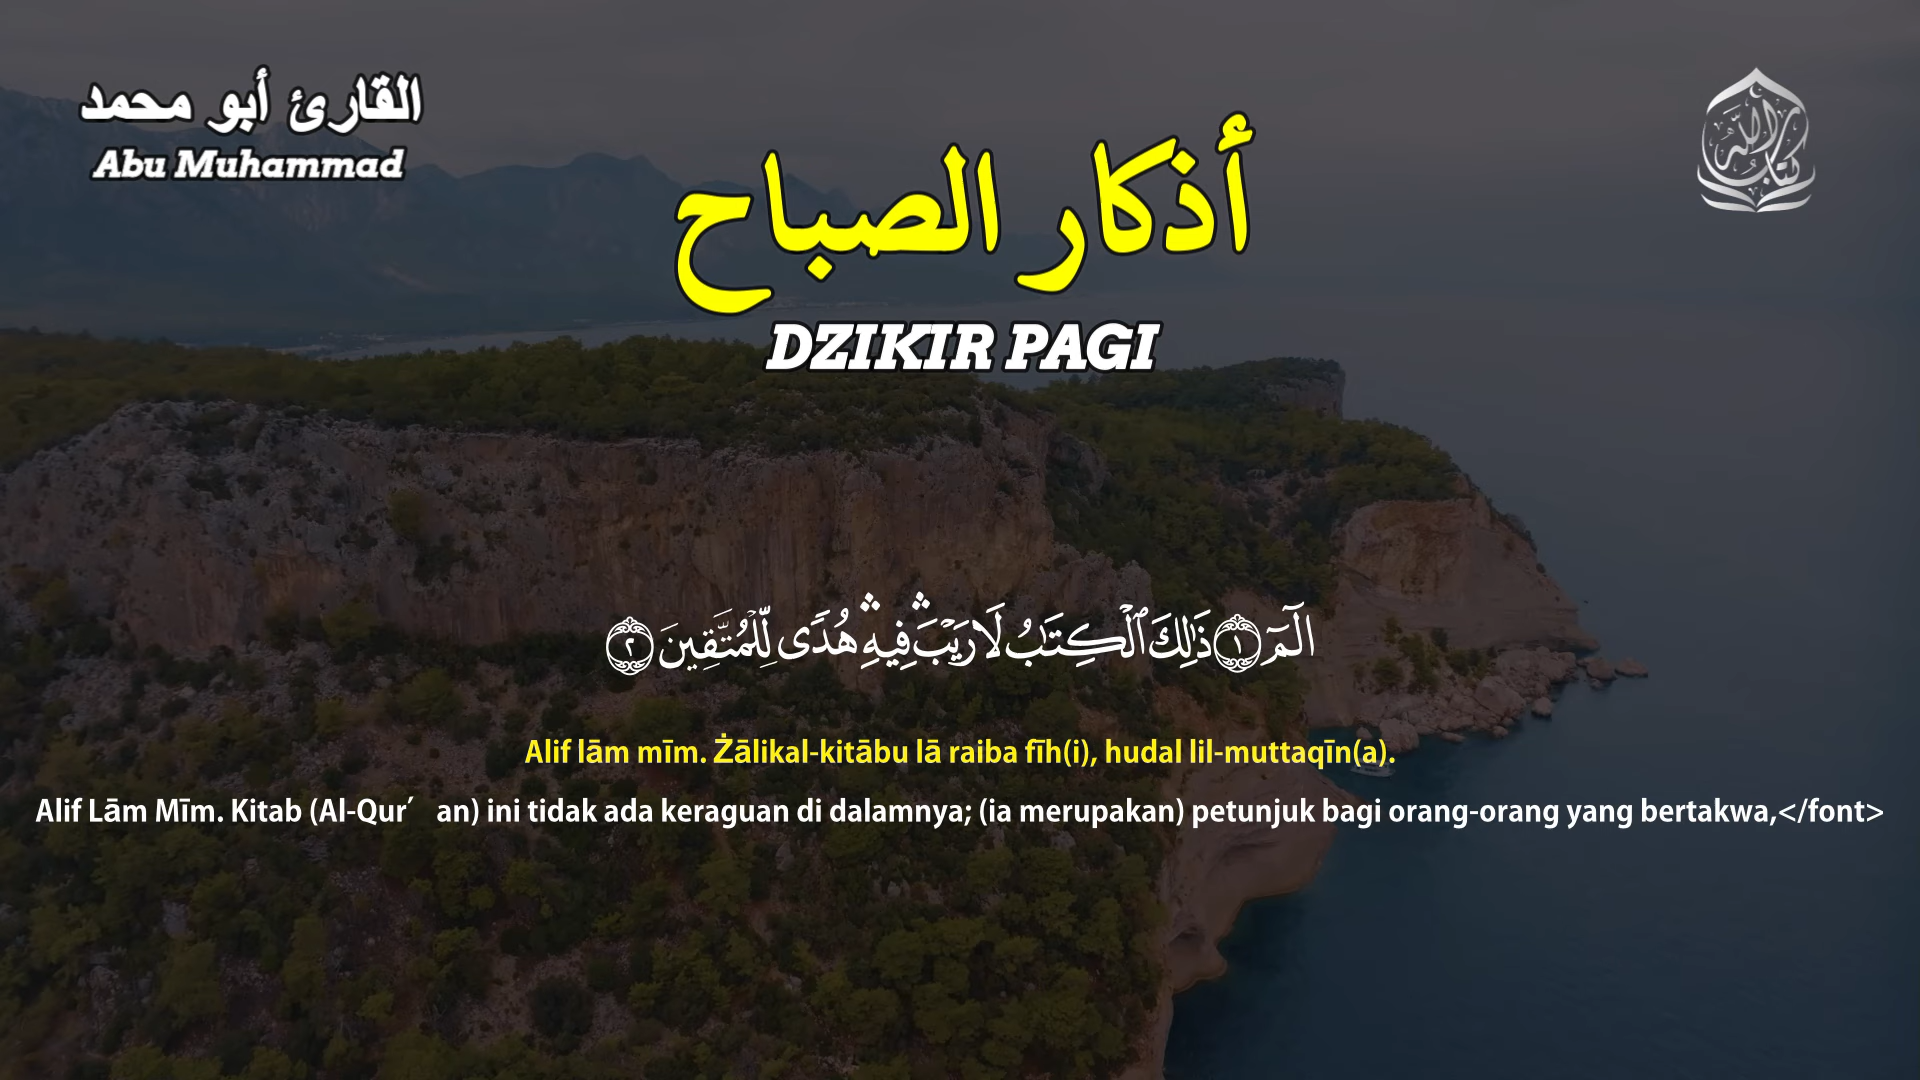 القارئ أبو محمد
Abu Muhammad
كتاب الله
أذكار الصباح
DZIKIR PAGI
الٓمٓ ١ ذَٰلِكَ ٱلْكِتَٰبُ لَا رَيْبَ ۛ فِيهِ ۛ هُدًى لِّلْمُتَّقِينَ ٢
Alif lām mīm. Żālikal-kitābu lā raiba fīh(i), hudal lil-muttaqīn(a).
Alif Lām Mīm. Kitab (Al-Qur′an) ini tidak ada keraguan di dalamnya; (ia merupakan) petunjuk bagi orang-orang yang bertakwa,</font>